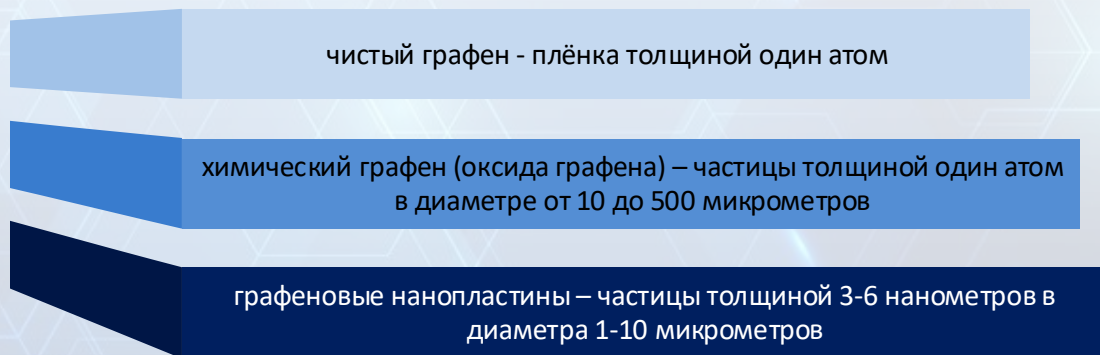 чистый графен - плёнка толщиной один атом
химический графен (оксида графена) – частицы толщиной один атом
в диаметре от 10 до 500 микрометров
графеновые нанопластины – частицы толщиной 3-6 нанометров в
диаметра 1-10 микрометров